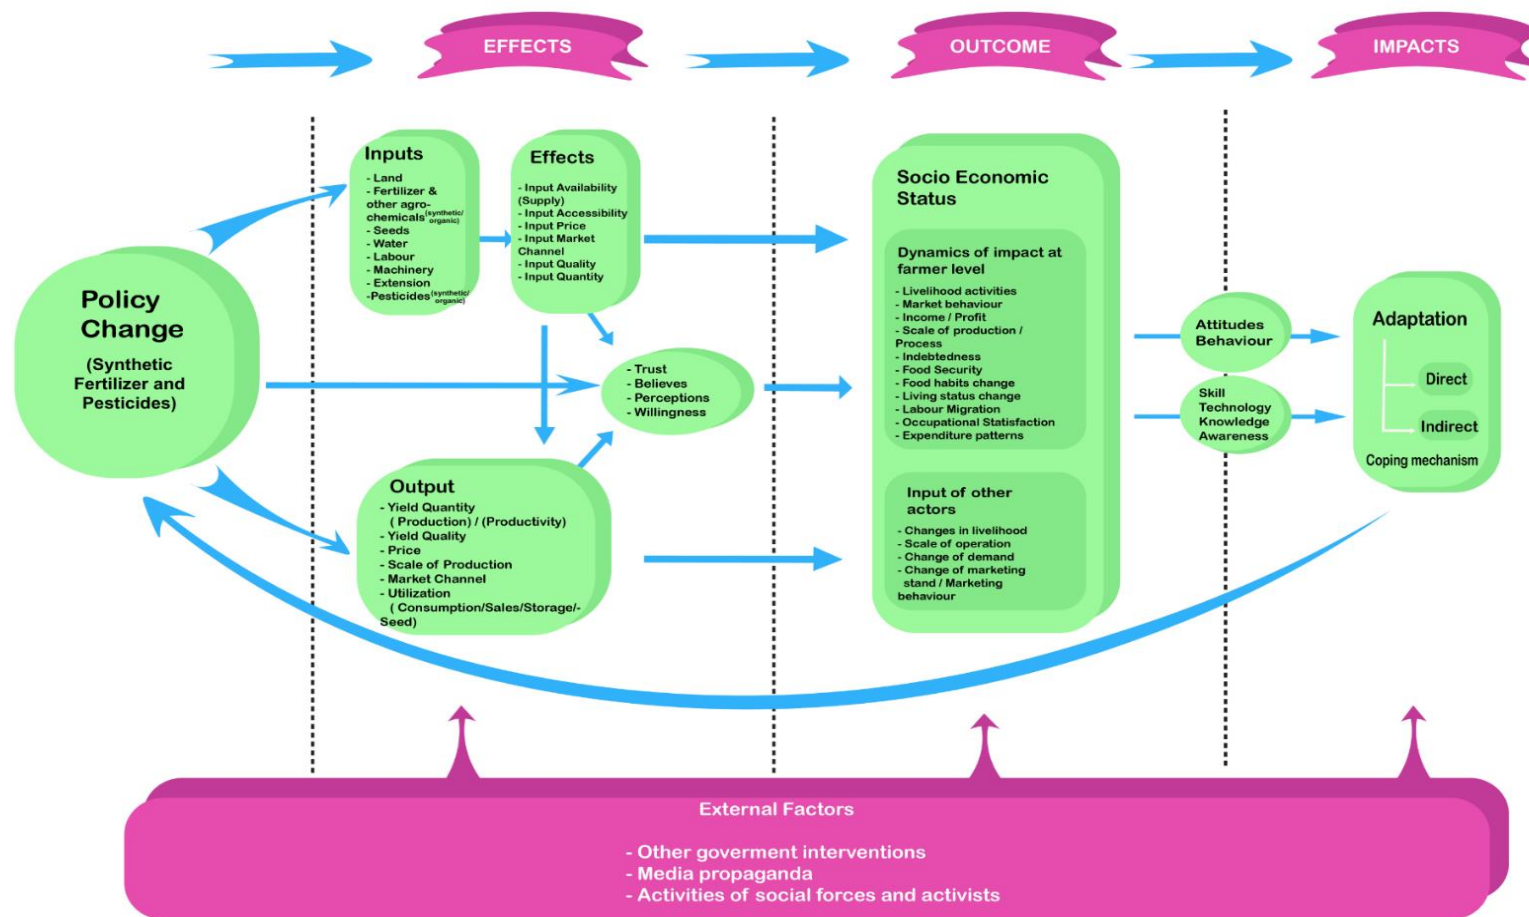 EFFECTS
OUTCOME
IMPACTS
Policy
Change
(Synthetic
Fertilizer and
Pesticides)
Inputs
- Land
- Fertilizer &
other agro-
chemicals(synthetic/
organic)
- Seeds
- Water
- Labour
- Machinery
- Extension
-Pesticides(synthetic/
organic)
Effects
- Input Availability
(Supply)
- Input Accessibility
- Input Price
- Input Market
Channel
- Input Quality
- Input Quantity
- Trust
- Believes
- Perceptions
- Willingness
Output
- Yield Quantity
( Production) / (Productivity)
- Yield Quality
- Price
- Scale of Production
- Market Channel
- Utilization
( Consumption/Sales/Storage/-
Seed)
Socio Economic
Status
Dynamics of impact at
farmer level
- Livelihood activities
- Market behaviour
- Income / Profit
- Scale of production /
Process
- Indebtedness
- Food Security
- Food habits change
- Living status change
- Labour Migration
- Occupational Statisfaction
- Expenditure patterns
Input of other
actors
- Changes in livelihood
- Scale of operation
- Change of demand
- Change of marketing
stand / Marketing
behaviour
Attitudes
Behaviour
Skill
Technology
Knowledge
Awareness
Adaptation
Direct
Indirect
Coping mechanism
External Factors
- Other goverment interventions
- Media propaganda
- Activities of social forces and activists